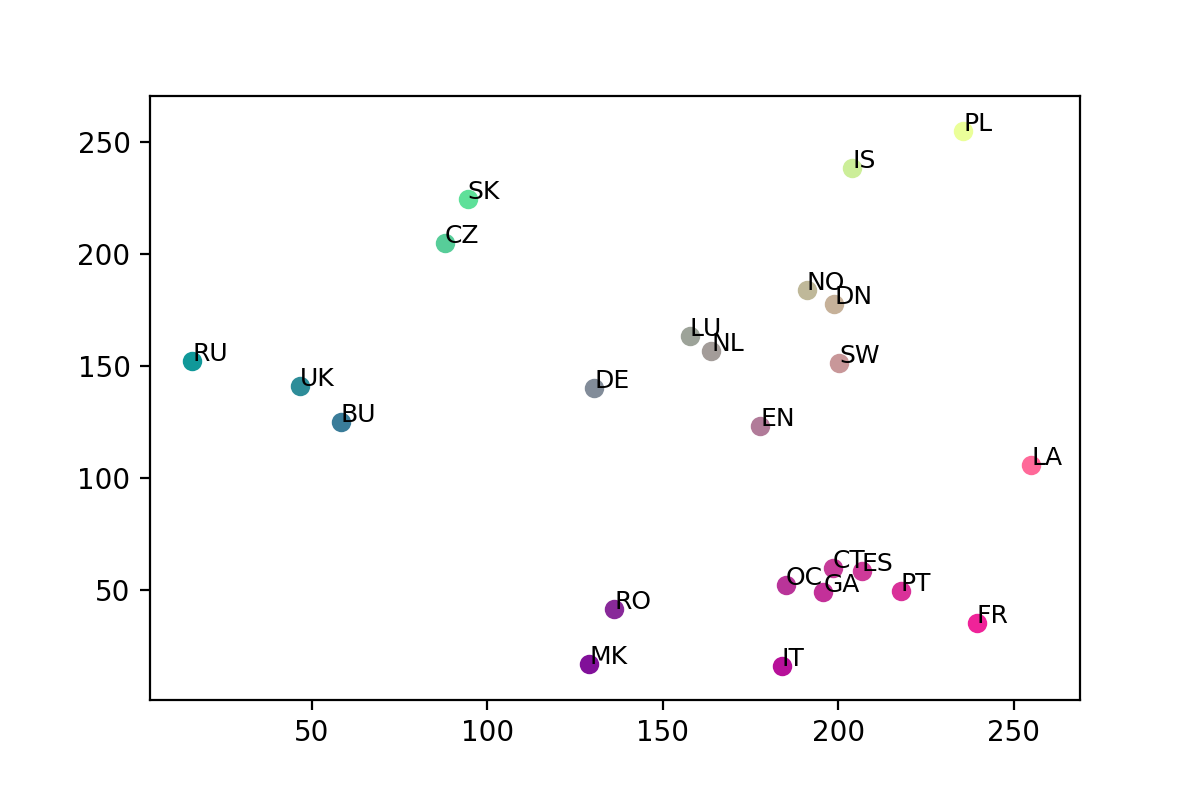 PL
250
IS
SK
CZ
200
NO
DN
LU
NL
RU
SW
150
UK
DE
BU
EN
LA
100
CT
ES
OC
GA
PT
50
RO
FR
MK
IT
50 100 150 200 250